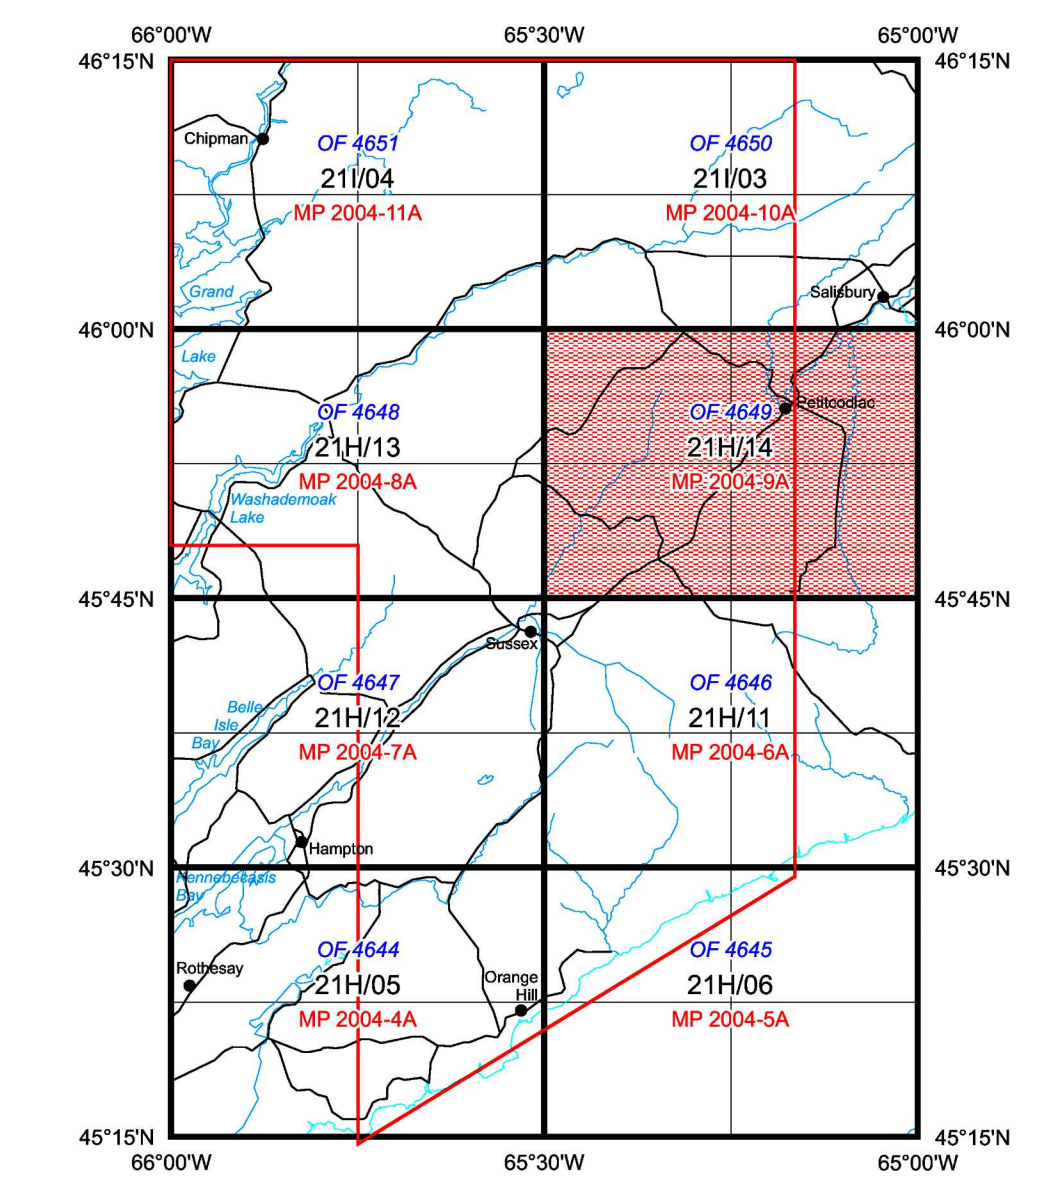 66°00'W 65°30'W 65°00'W
46°15'N 46°15'N
Chipman
OF 4651 OF 4650
21I/04 21I/03
MP 2004-11A MP 2004-10A
Grand
Salisbury
46°00'N 46°00'N
Lake
OF 4648 OF 4649 Petitcodiac
21H/13 21H/14
MP 2004-8A MP 2004-9A
Washademoak
Lake
45°45'N 45°45'N
Sussex
OF 4647 OF 4646
Belle
Isle
Bay
21H/12 21H/11
MP 2004-7A MP 2004-6A
Hampton
45°30'N 45°30'N
Kennebecasis
Bay
OF 4644 OF 4645
Rothesay
Orange
Hill
21H/05 21H/06
MP 2004-4A MP 2004-5A
45°15'N 45°15'N
66°00'W 65°30'W 65°00'W